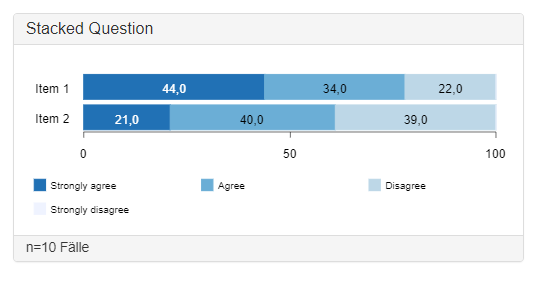 Stacked Question
Item 1 44,0 34,0 22,0
Item 2 21,0 40,0 39,0
0 50 100
Strongly agree Agree Disagree
Strongly disagree
n=10 Fälle